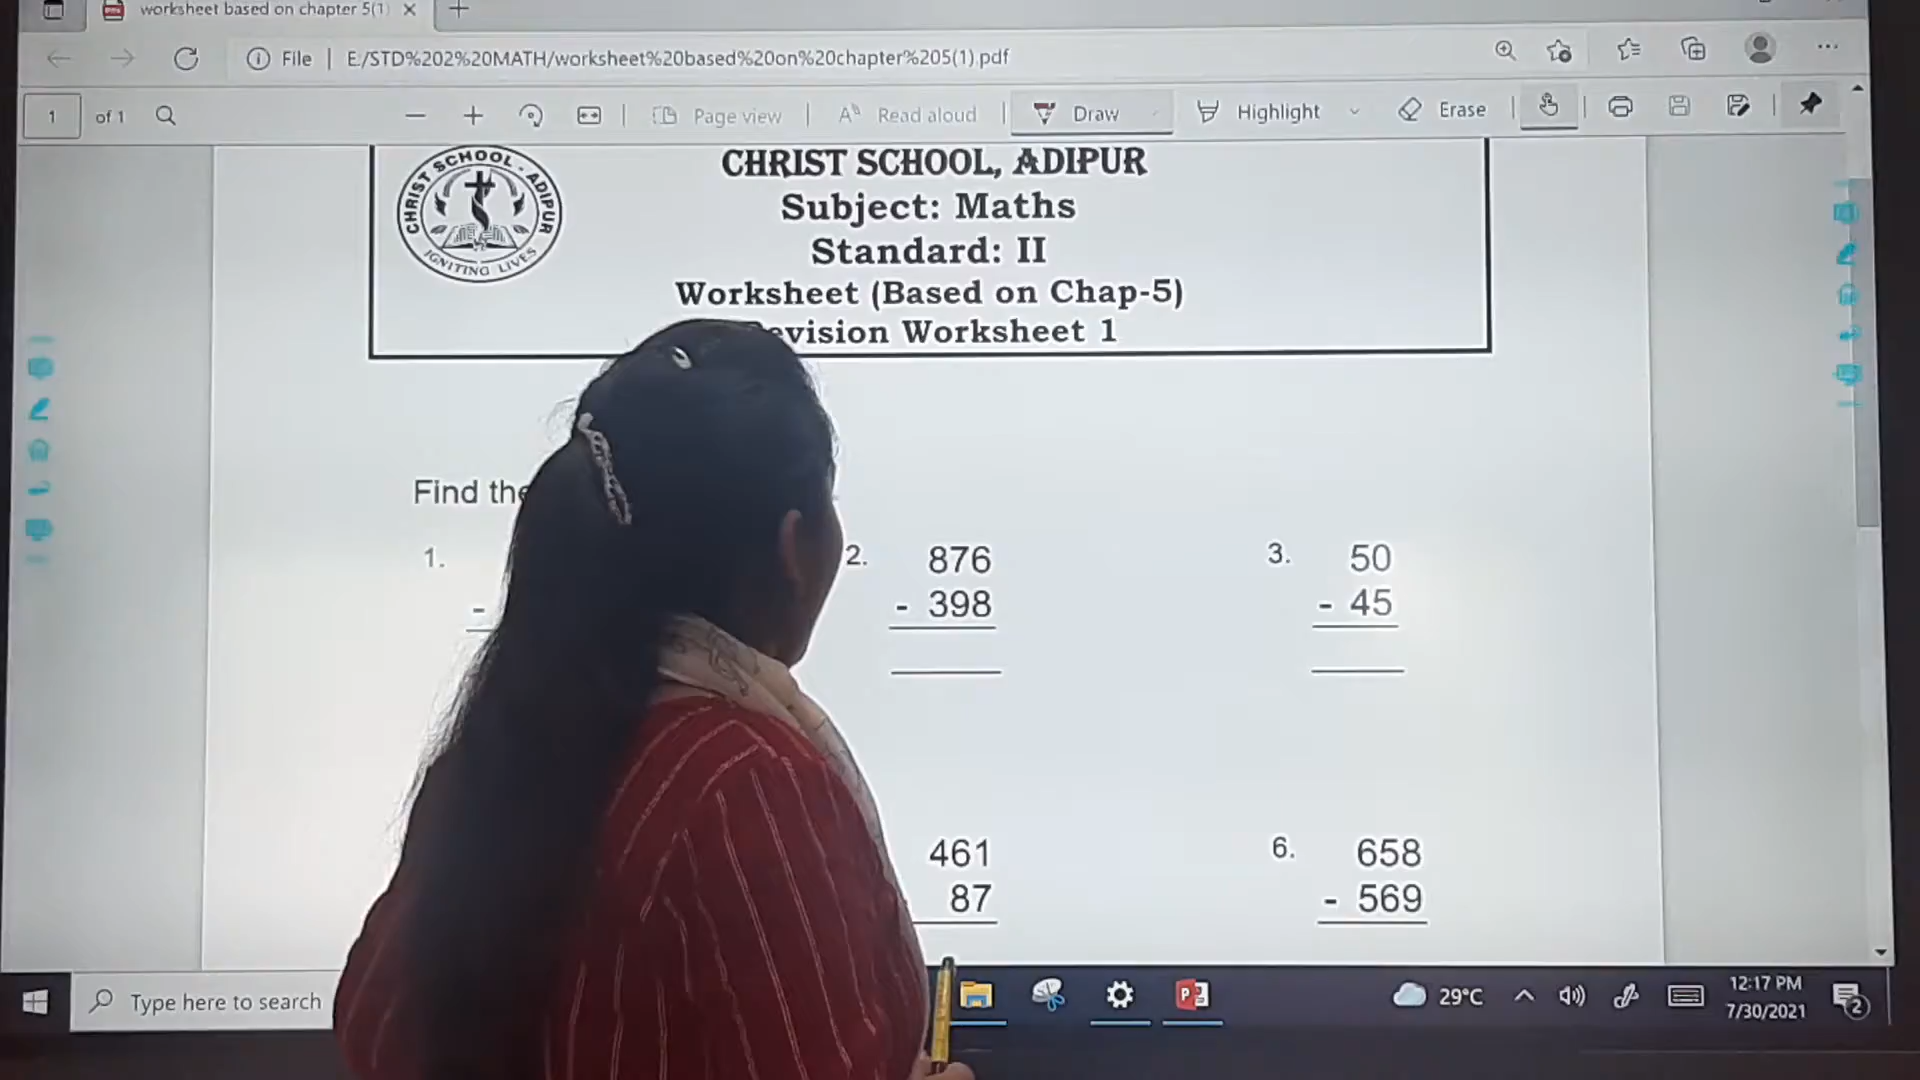 worksheet based on chapter 5(1)
File | E:/STD%202%20MATH/worksheet%20based%20on%20chapter%205(1).pdf
1 of 1 Page view Read aloud Draw Highlight Erase
CHRIST SCHOOL - ADIPUR
IGNITING LIVES
CHRIST SCHOOL, ADIPUR
Subject: Maths
Standard: II
Worksheet (Based on Chap-5)
evision Worksheet 1
Find the
1.
-
2. 876
- 398
3. 50
- 45
461
87
6. 658
- 569
Type here to search
29°C
12:17 PM
7/30/2021
2